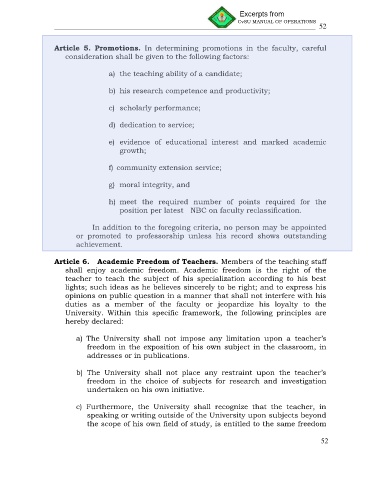 Excerpts from
CvSU MANUAL OF OPERATIONS
52
Article 5. Promotions. In determining promotions in the faculty, careful
consideration shall be given to the following factors:
a) the teaching ability of a candidate;
b) his research competence and productivity;
c) scholarly performance;
d) dedication to service;
e) evidence of educational interest and marked academic
growth;
f) community extension service;
g) moral integrity, and
h) meet the required number of points required for the
position per latest NBC on faculty reclassification.
In addition to the foregoing criteria, no person may be appointed
or promoted to professorship unless his record shows outstanding
achievement.
Article 6. Academic Freedom of Teachers. Members of the teaching staff
shall enjoy academic freedom. Academic freedom is the right of the
teacher to teach the subject of his specialization according to his best
lights; such ideas as he believes sincerely to be right; and to express his
opinions on public question in a manner that shall not interfere with his
duties as a member of the faculty or jeopardize his loyalty to the
University. Within this specific framework, the following principles are
hereby declared:
a) The University shall not impose any limitation upon a teacher's
freedom in the exposition of his own subject in the classroom, in
addresses or in publications.
b) The University shall not place any restraint upon the teacher's
freedom in the choice of subjects for research and investigation
undertaken on his own initiative.
c) Furthermore, the University shall recognize that the teacher, in
speaking or writing outside of the University upon subjects beyond
the scope of his own field of study, is entitled to the same freedom
52